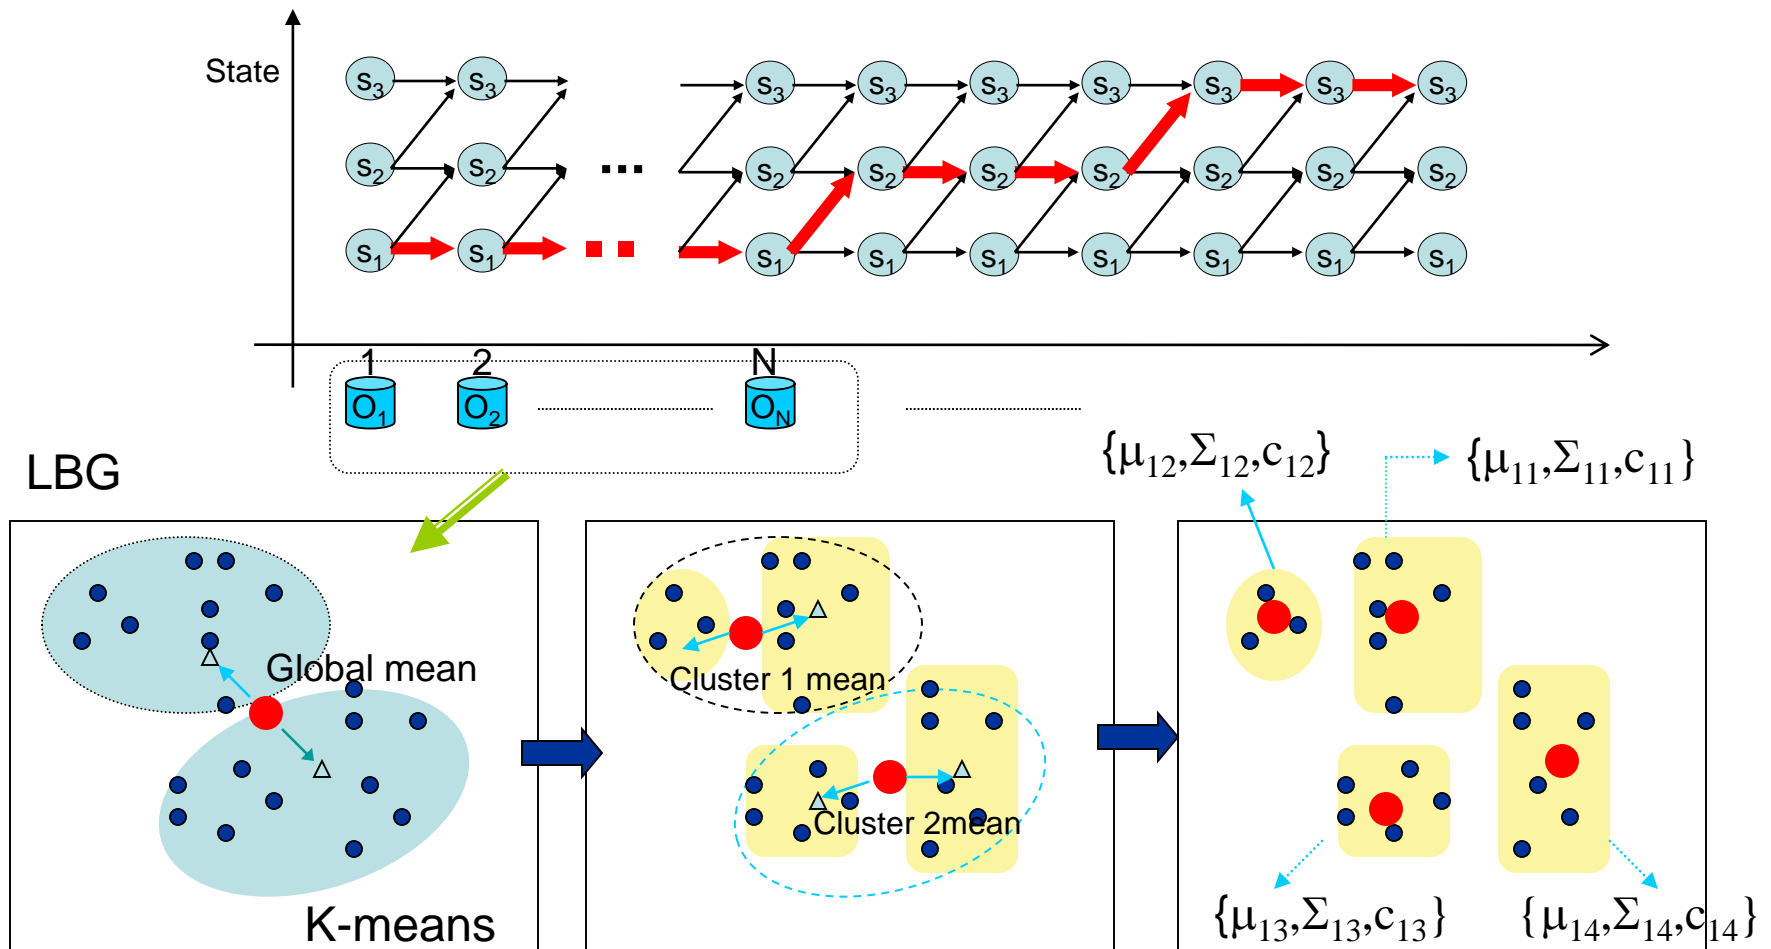 State
s3 s3 s3 s3 s3 s3 s3 s3 s3
s2 s2 ... s2 s2 s2 s2 s2 s2 s2
s1 s1 s1 s1 s1 s1 s1 s1 s1
1 2 N
O1 O2 ON
LBG
{μ12,Σ12,c12} {μ11,Σ11,c11}
Global mean
Cluster 1 mean
Cluster 2mean
K-means
{μ13,Σ13,c13} {μ14,Σ14,c14}